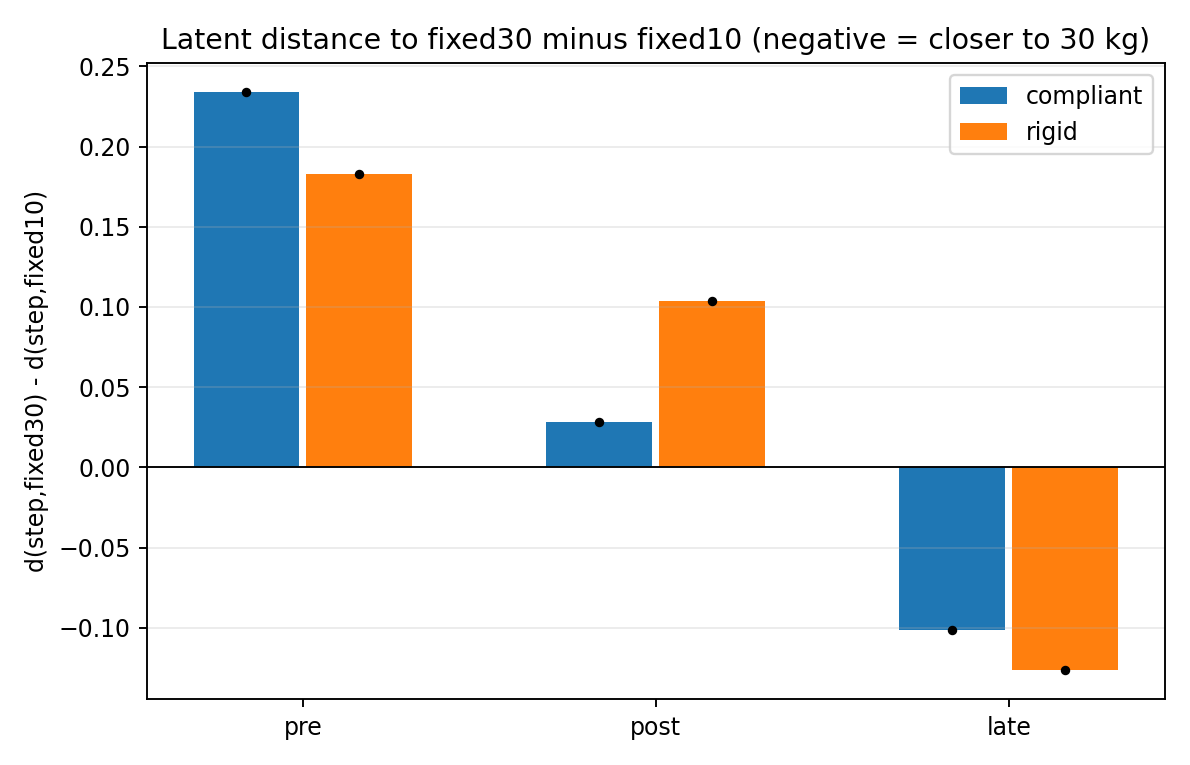 Latent distance to fixed30 minus fixed10 (negative = closer to 30 kg)
compliant
rigid
d(step,fixed30) - d(step,fixed10)
0.25
0.20
0.15
0.10
0.05
0.00
−0.05
−0.10
pre
post
late